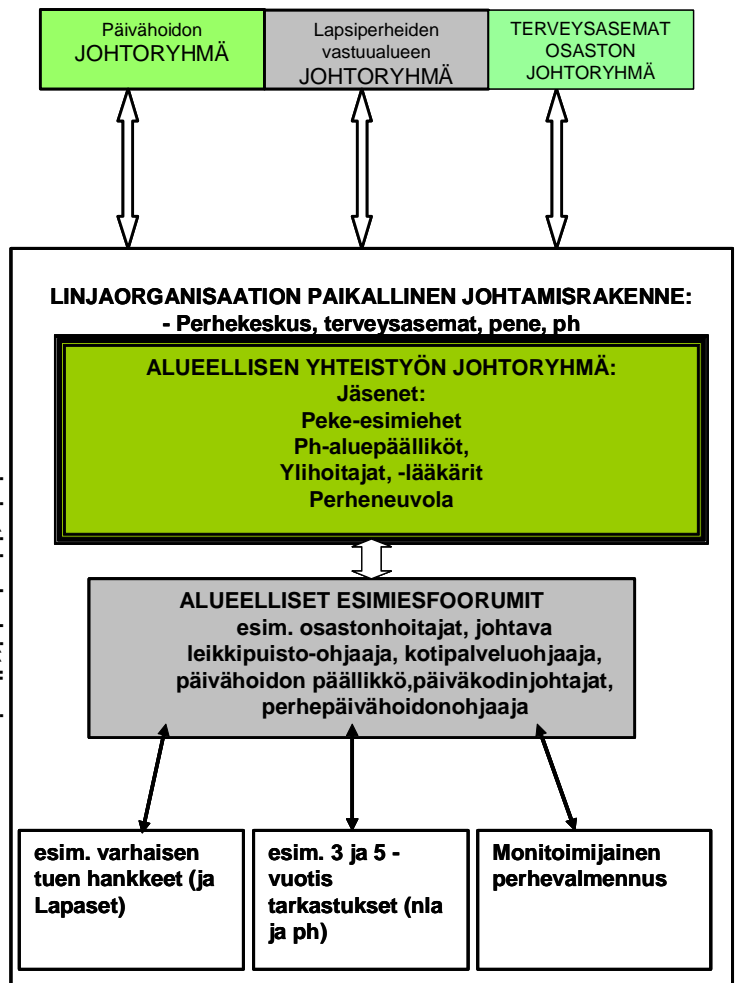 Päivähoidon
JOHTORYHMÄ
Lapsiperheiden
vastuualueen
JOHTORYHMÄ
TERVEYSASEMAT
OSASTON
JOHTORYHMÄ
LINJAORGANISAATION PAIKALLINEN JOHTAMISRAKENNE:
- Perhekeskus, terveysasemat, pene, ph
ALUEELLISEN YHTEISTYÖN JOHTORYHMÄ:
Jäsenet:
Peke-esimiehet
Ph-aluepäälliköt,
Ylihoitajat, -lääkärit
Perheneuvola
ALUEELLISET ESIMIESFOORUMIT
esim. osastonhoitajat, johtava
leikkipuisto-ohjaaja, kotipalveluohjaaja,
päivähoidon päällikkö,päiväkodinjohtajat,
perhepäivähoidonohjaaja
esim. varhaisen
tuen hankkeet (ja
Lapaset)
esim. 3 ja 5 -
vuotis
tarkastukset (nla
ja ph)
Monitoimijainen
perhevalmennus